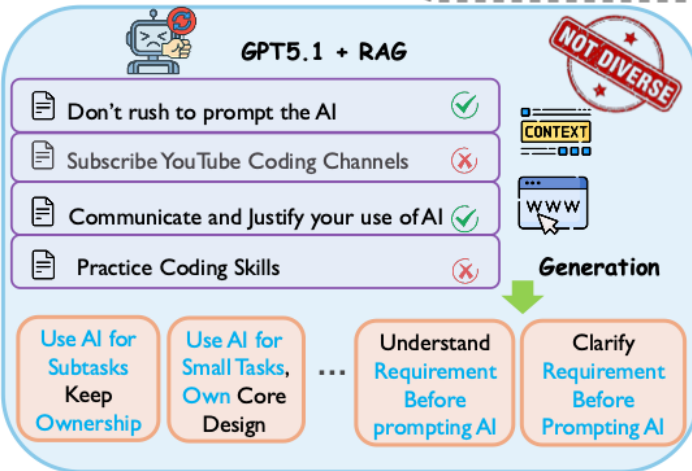 GPT5.1 + RAG
NOT DIVERSE
Don't rush to prompt the AI
CONTEXT
Subscribe YouTube Coding Channels
www
Communicate and Justify your use of AI
Practice Coding Skills
Generation
Use AI for
Subtasks
Keep
Ownership
Use AI for
Small Tasks,
Own Core
Design
...
Understand
Requirement
Before
prompting AI
Clarify
Requirement
Before
Prompting AI